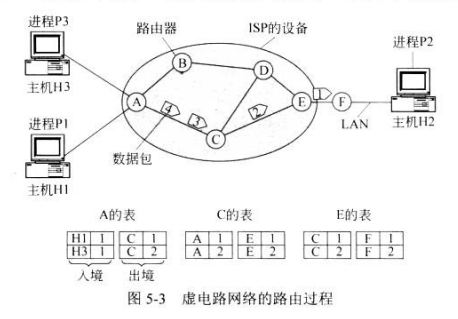 进程P3
路由器
ISP的设备
进程P2
B
D
主机H3
A
4
3
2
E
1
F
主机H2
进程P1
C
LAN
数据包
主机H1
A的表
C的表
E的表
H1 1 C 1 A 1 E 1 C 1 F 1
H3 1 C 2 A 2 E 2 C 2 F 2
入境 出境
图 5-3 虚电路网络的路由过程